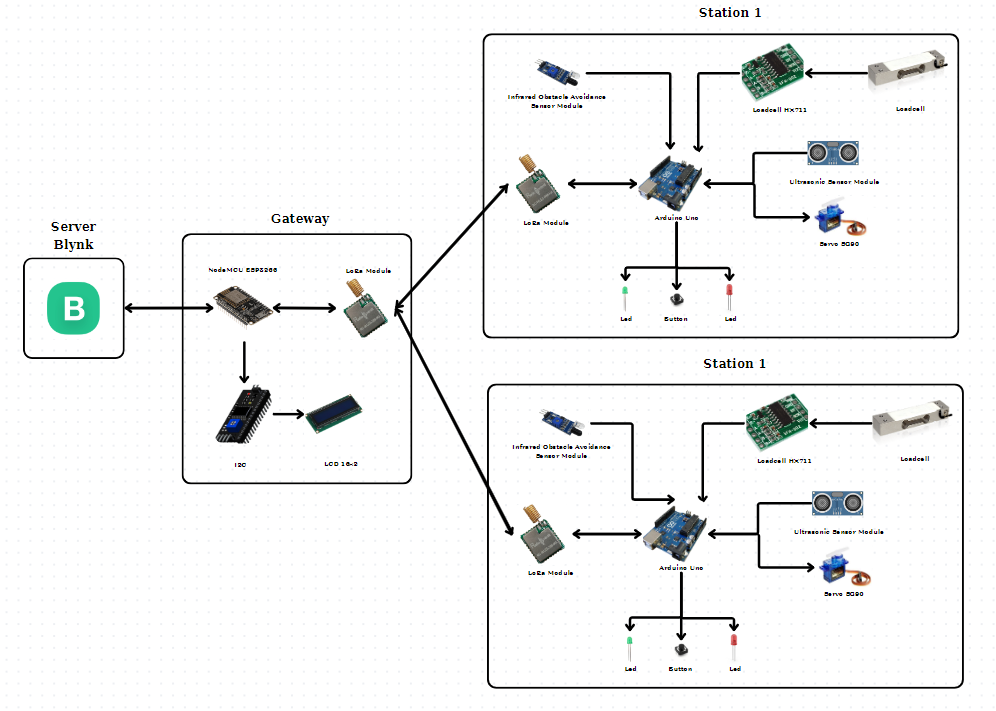 Station 1
Infrared Obstacle Avoidance
Sensor Module
Loadcell HX711
Loadcell
Ultrasonic Sensor Module
LoRa Module
Arduino Uno
Servo SG90
Led
Button
Led
Server
Blynk
B
Gateway
NodeMCU ESP8266
LoRa Module
I2C
LCD 16x2
Station 1
Infrared Obstacle Avoidance
Sensor Module
Loadcell HX711
Loadcell
Ultrasonic Sensor Module
LoRa Module
Arduino Uno
Servo SG90
Led
Button
Led